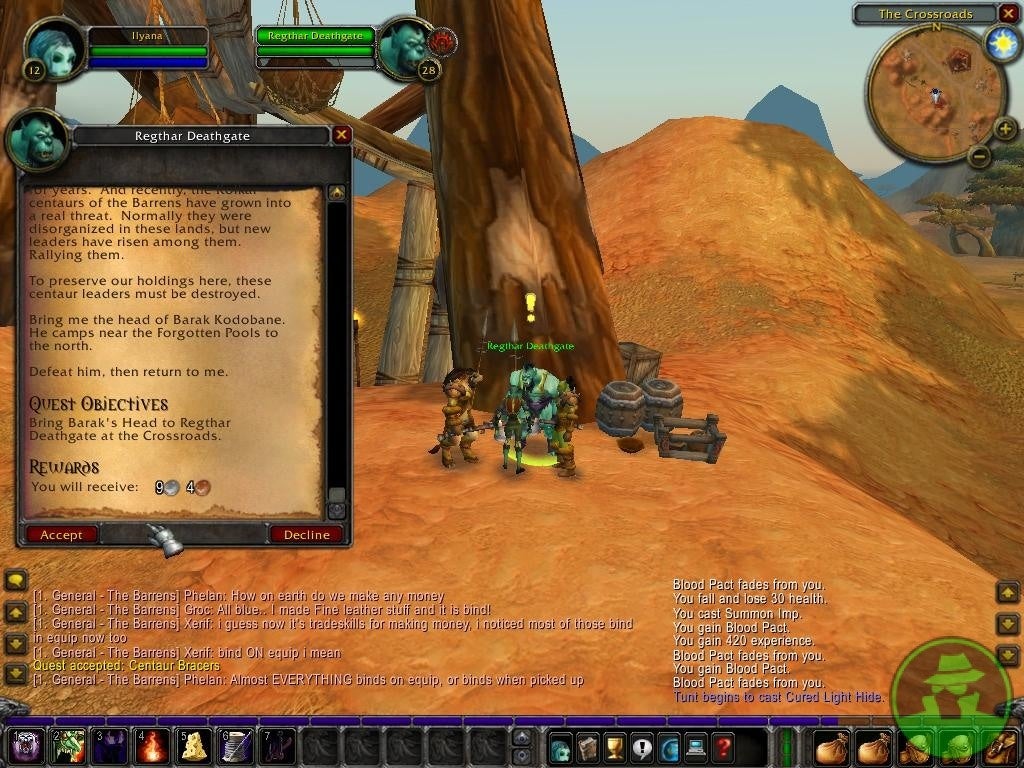 Ilyana
12
Regthar Deathgate
28
The Crossroads
N
Regthar Deathgate
for years. And recently, the Kolkar
centaurs of the Barrens have grown into
a real threat. Normally they were
disorganized in these lands, but new
leaders have risen among them.
Rallying them.
To preserve our holdings here, these
centaur leaders must be destroyed.
Bring me the head of Barak Kodobane.
He camps near the Forgotten Pools to
the north.
Defeat him, then return to me.
Quest Objectives
Bring Barak's Head to Regthar
Deathgate at the Crossroads.
Rewards
You will receive: 9 4
Accept
Decline
Regthar Deathgate
[1. General - The Barrens] Phelan: How on earth do we make any money
[1. General - The Barrens] Groc: All blue.. I made Fine leather stuff and it is bind!
[1. General - The Barrens] Xerif: i guess now it's tradeskills for making money, i noticed most of those bind
in equip now too
[1. General - The Barrens] Xerif: bind ON equip i mean
Quest accepted: Centaur Bracers
[1. General - The Barrens] Phelan: Almost EVERYTHING binds on equip, or binds when picked up
Blood Pact fades from you.
You fall and lose 30 health.
You cast Summon Imp.
You gain Blood Pact.
You gain 420 experience.
Blood Pact fades from you.
You gain Blood Pact.
Blood Pact fades from you.
Tunt begins to cast Cured Light Hide.
2 3 4 5 6 7